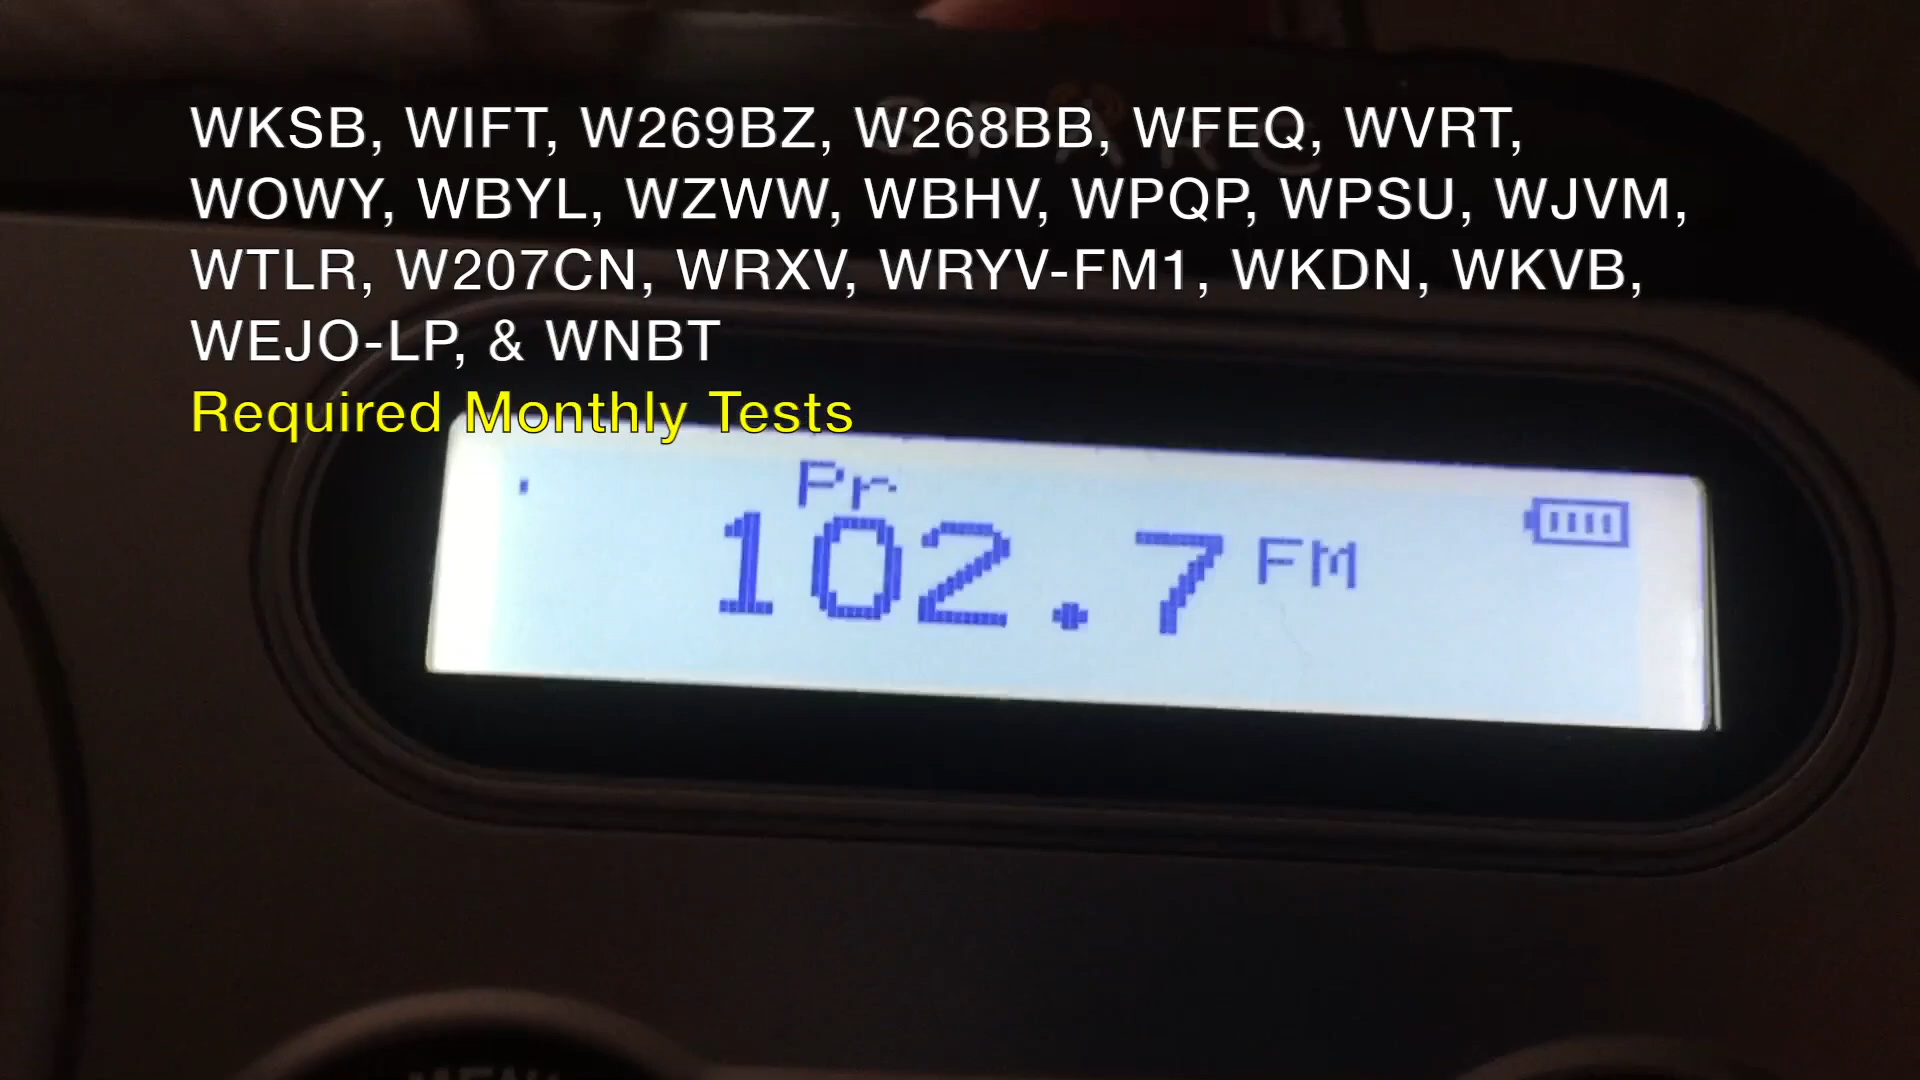 WKSB, WIFT, W269BZ, W268BB, WFEQ, WVRT,
WOWY, WBYL, WZWW, WBHV, WPQP, WPSU, WJVM,
WTLR, W207CN, WRXV, WRYV-FM1, WKDN, WKVB,
WEJO-LP, & WNBT
Required Monthly Tests
Pr
102.7 FM